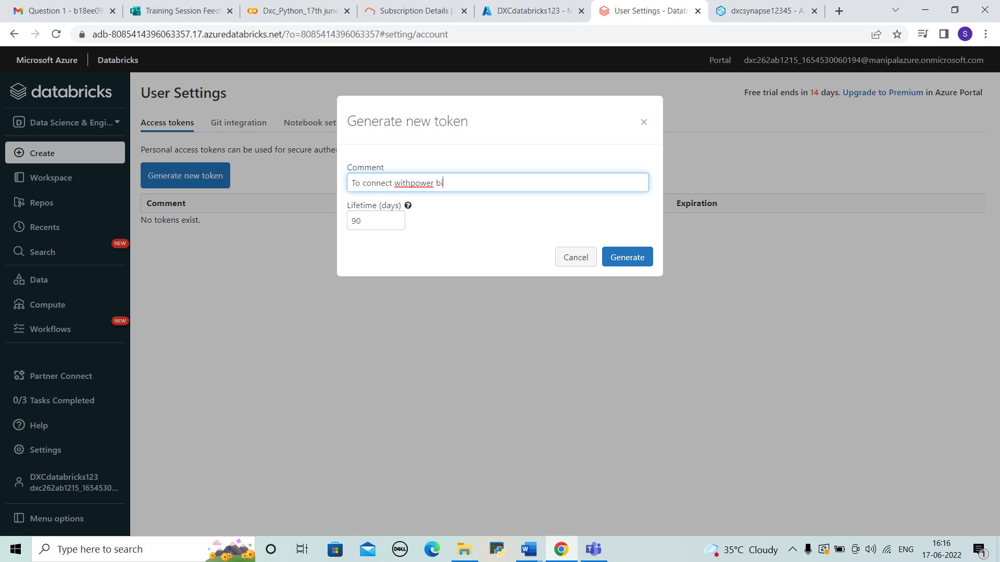 Question 1 - b18ee09
Training Session Feed
Dxc_Python_17th june
Subscription Details |
DXCdatabricks123 - M
User Settings - Datab
dxcsynapse12345 - Az
adb-8085414396063357.17.azuredatabricks.net/?o=8085414396063357#setting/account
S
Microsoft Azure
Databricks
Portal
dxc262ab1215_1654530060194@manipalazure.onmicrosoft.com
databricks
D Data Science & Engi...
Create
Workspace
Repos
Recents
NEW
Search
Data
Compute
NEW
Workflows
Partner Connect
0/3 Tasks Completed
Help
Settings
DXCdatabricks123
dxc262ab1215_1654530...
Menu options
User Settings
Free trial ends in 14 days. Upgrade to Premium in Azure Portal
Access tokens
Git integration
Notebook set
Personal access tokens can be used for secure authe
Generate new token
Comment
Expiration
No tokens exist.
Generate new token
Comment
To connect withpower bi
Lifetime (days)
90
Cancel
Generate
Type here to search
DELL
35°C Cloudy
ENG
16:16
17-06-2022
1